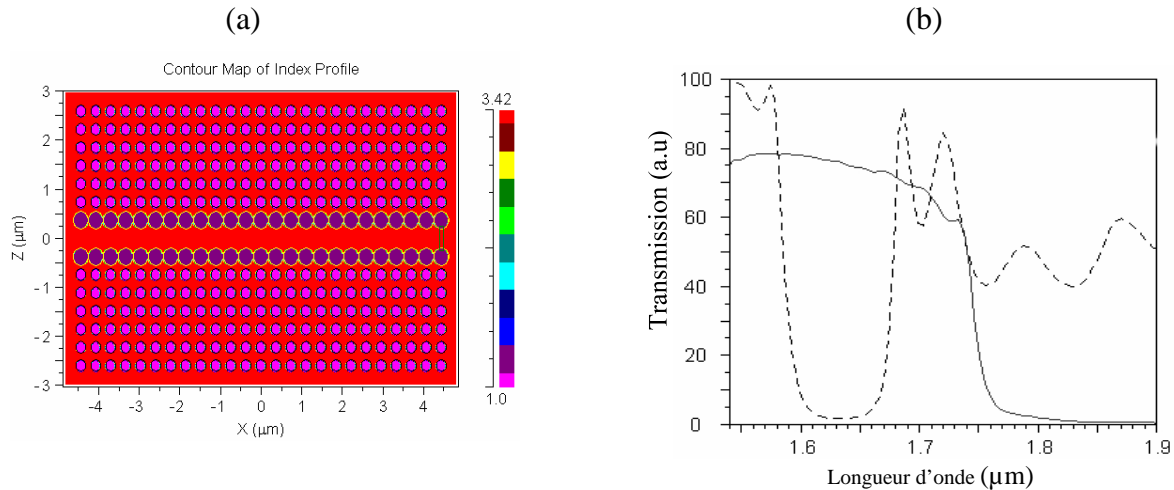 (a)
Contour Map of Index Profile
Z (µm)
3
2
1
0
-1
-2
-3
-4 -3 -2 -1 0 1 2 3 4
X (µm)
3.42
1.0
(b)
Transmission (a.u)
100
80
60
40
20
0
1.6 1.7 1.8 1.9
Longueur d’onde (µm)